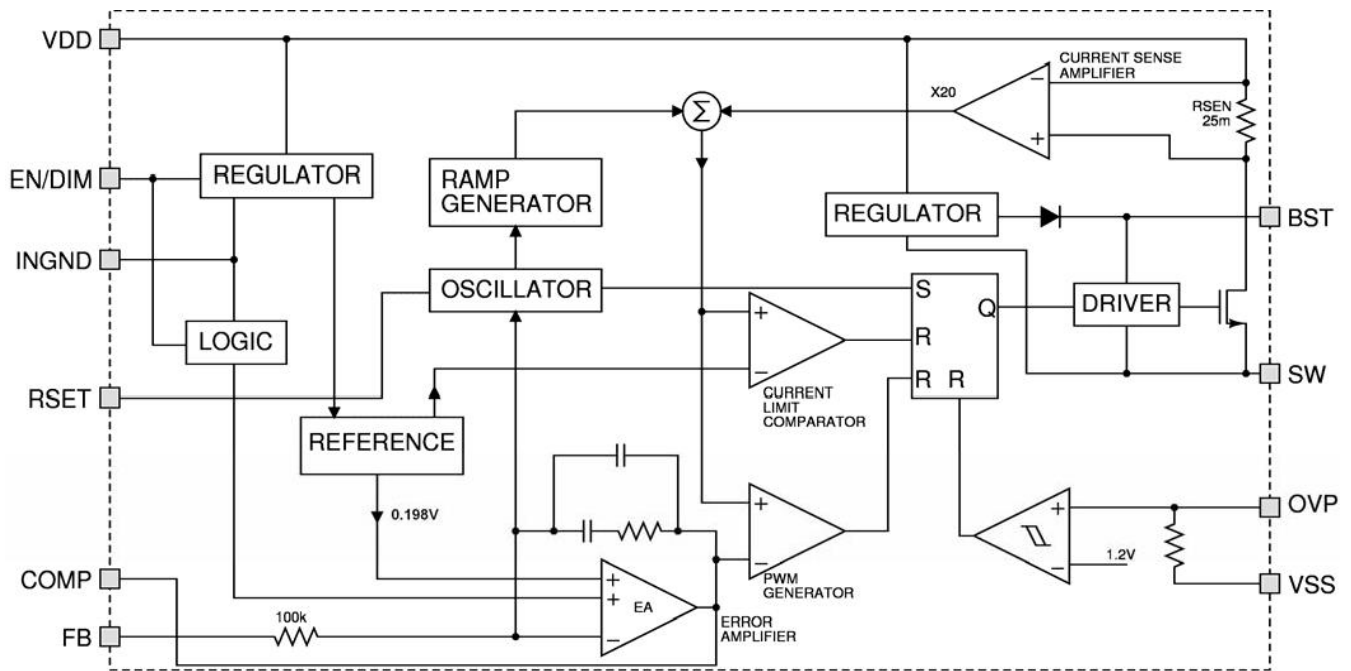 VDD
CURRENT SENSE
AMPLIFIER
X20
−
+
RSEN
25m
Σ
EN/DIM
REGULATOR
RAMP
GENERATOR
REGULATOR
BST
INGND
OSCILLATOR
S
Q
R
R R
DRIVER
LOGIC
+
−
CURRENT
LIMIT
COMPARATOR
SW
RSET
REFERENCE
0.198V
+
−
PWM
GENERATOR
+
1.2V
−
OVP
VSS
COMP
+
+
EA
−
ERROR
AMPLIFIER
FB
100k